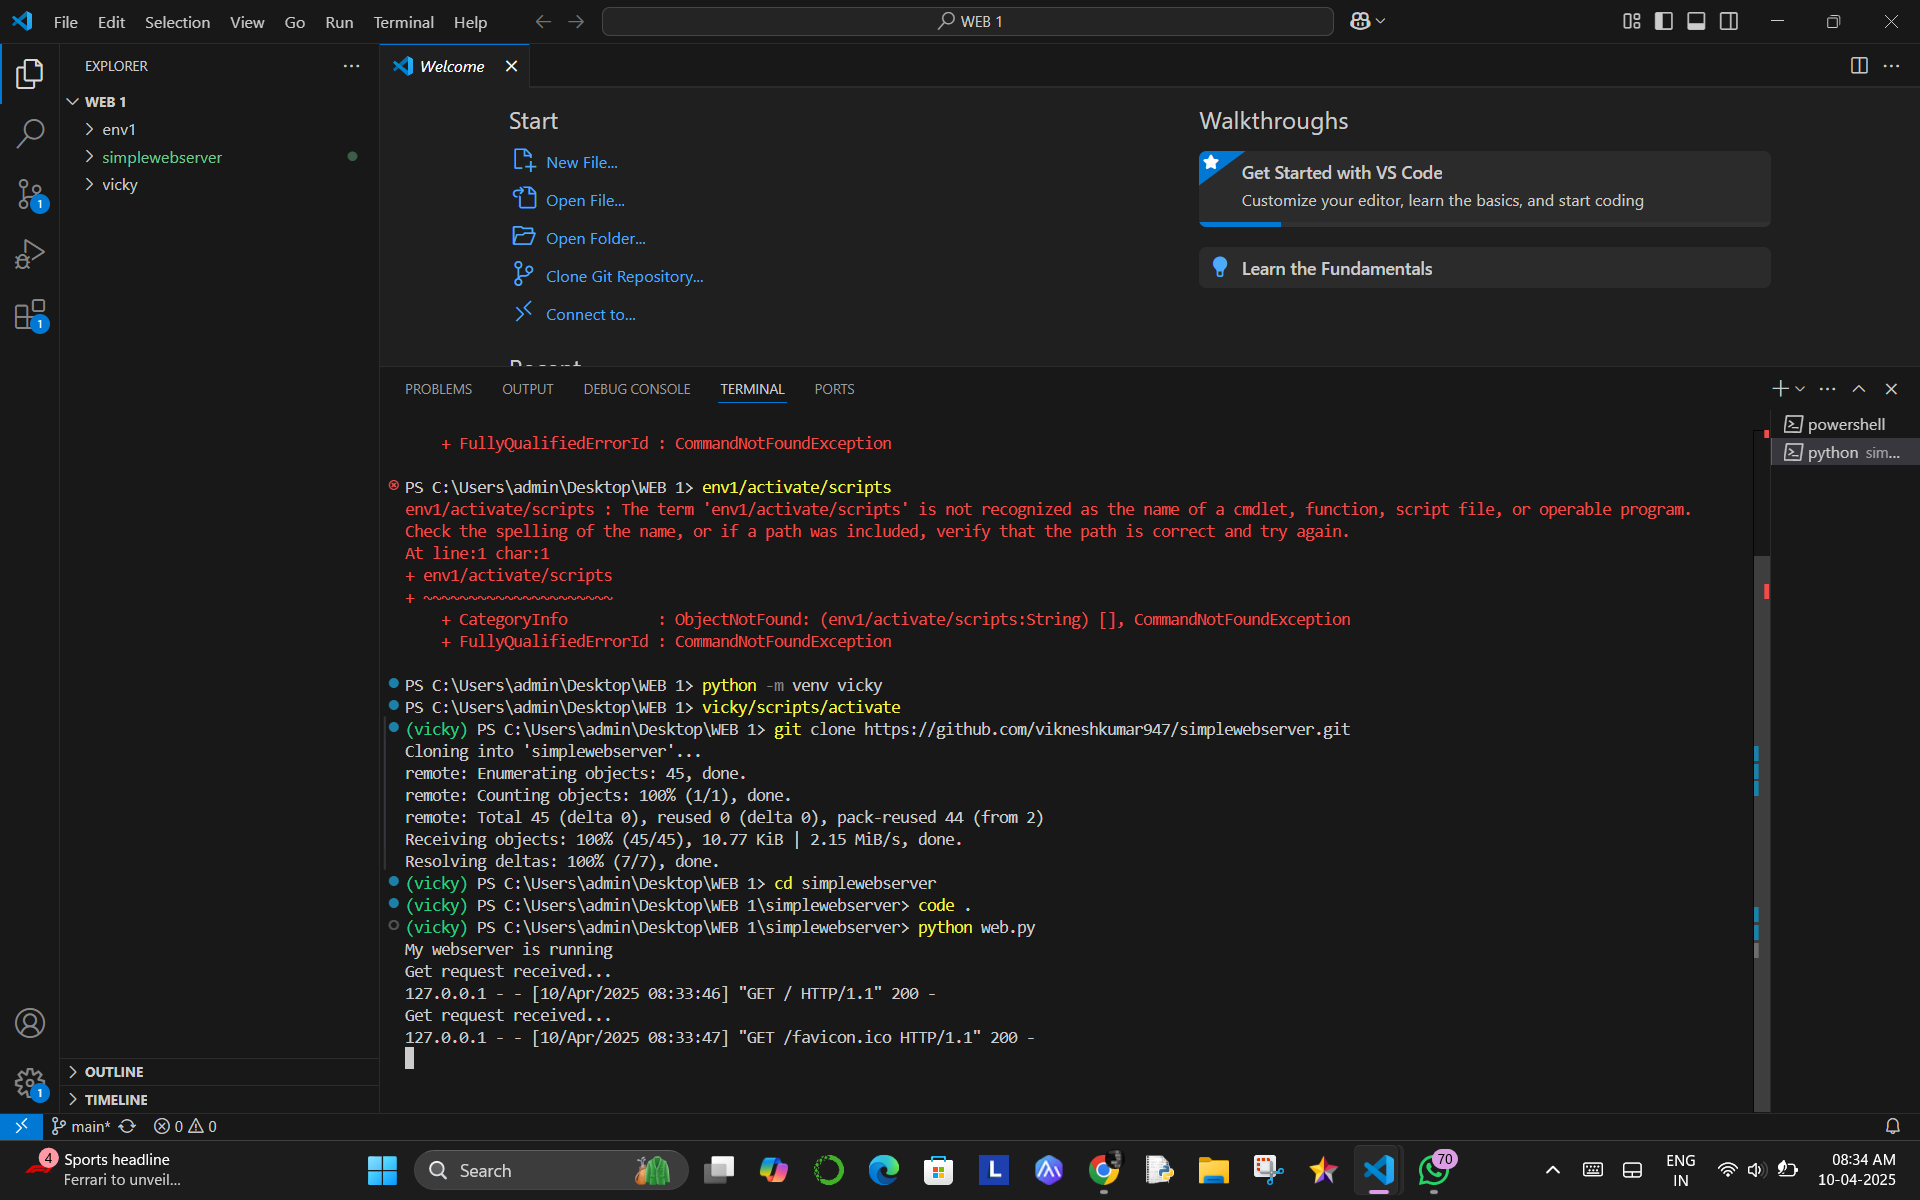 File Edit Selection View Go Run Terminal Help
WEB 1
EXPLORER
WEB 1
env1
simplewebserver
vicky
1
1
1
OUTLINE
TIMELINE
Welcome
Start
New File...
Open File...
Open Folder...
Clone Git Repository...
Connect to...
Recent
Walkthroughs
Get Started with VS Code
Customize your editor, learn the basics, and start coding
Learn the Fundamentals
PROBLEMS OUTPUT DEBUG CONSOLE TERMINAL PORTS
powershell
python sim...
+ FullyQualifiedErrorId : CommandNotFoundException
PS C:\Users\admin\Desktop\WEB 1> env1/activate/scripts
env1/activate/scripts : The term 'env1/activate/scripts' is not recognized as the name of a cmdlet, function, script file, or operable program.
Check the spelling of the name, or if a path was included, verify that the path is correct and try again.
At line:1 char:1
+ env1/activate/scripts
+ ~~~~~~~~~~~~~~~~~~~~~
+ CategoryInfo          : ObjectNotFound: (env1/activate/scripts:String) [], CommandNotFoundException
+ FullyQualifiedErrorId : CommandNotFoundException
PS C:\Users\admin\Desktop\WEB 1> python -m venv vicky
PS C:\Users\admin\Desktop\WEB 1> vicky/scripts/activate
(vicky) PS C:\Users\admin\Desktop\WEB 1> git clone https://github.com/vikneshkumar947/simplewebserver.git
Cloning into 'simplewebserver'...
remote: Enumerating objects: 45, done.
remote: Counting objects: 100% (1/1), done.
remote: Total 45 (delta 0), reused 0 (delta 0), pack-reused 44 (from 2)
Receiving objects: 100% (45/45), 10.77 KiB | 2.15 MiB/s, done.
Resolving deltas: 100% (7/7), done.
(vicky) PS C:\Users\admin\Desktop\WEB 1> cd simplewebserver
(vicky) PS C:\Users\admin\Desktop\WEB 1\simplewebserver> code .
(vicky) PS C:\Users\admin\Desktop\WEB 1\simplewebserver> python web.py
My webserver is running
Get request received...
127.0.0.1 - - [10/Apr/2025 08:33:46] "GET / HTTP/1.1" 200 -
Get request received...
127.0.0.1 - - [10/Apr/2025 08:33:47] "GET /favicon.ico HTTP/1.1" 200 -
main* 0 0
4
Sports headline
Ferrari to unveil...
Search
L
70
ENG
IN
08:34 AM
10-04-2025